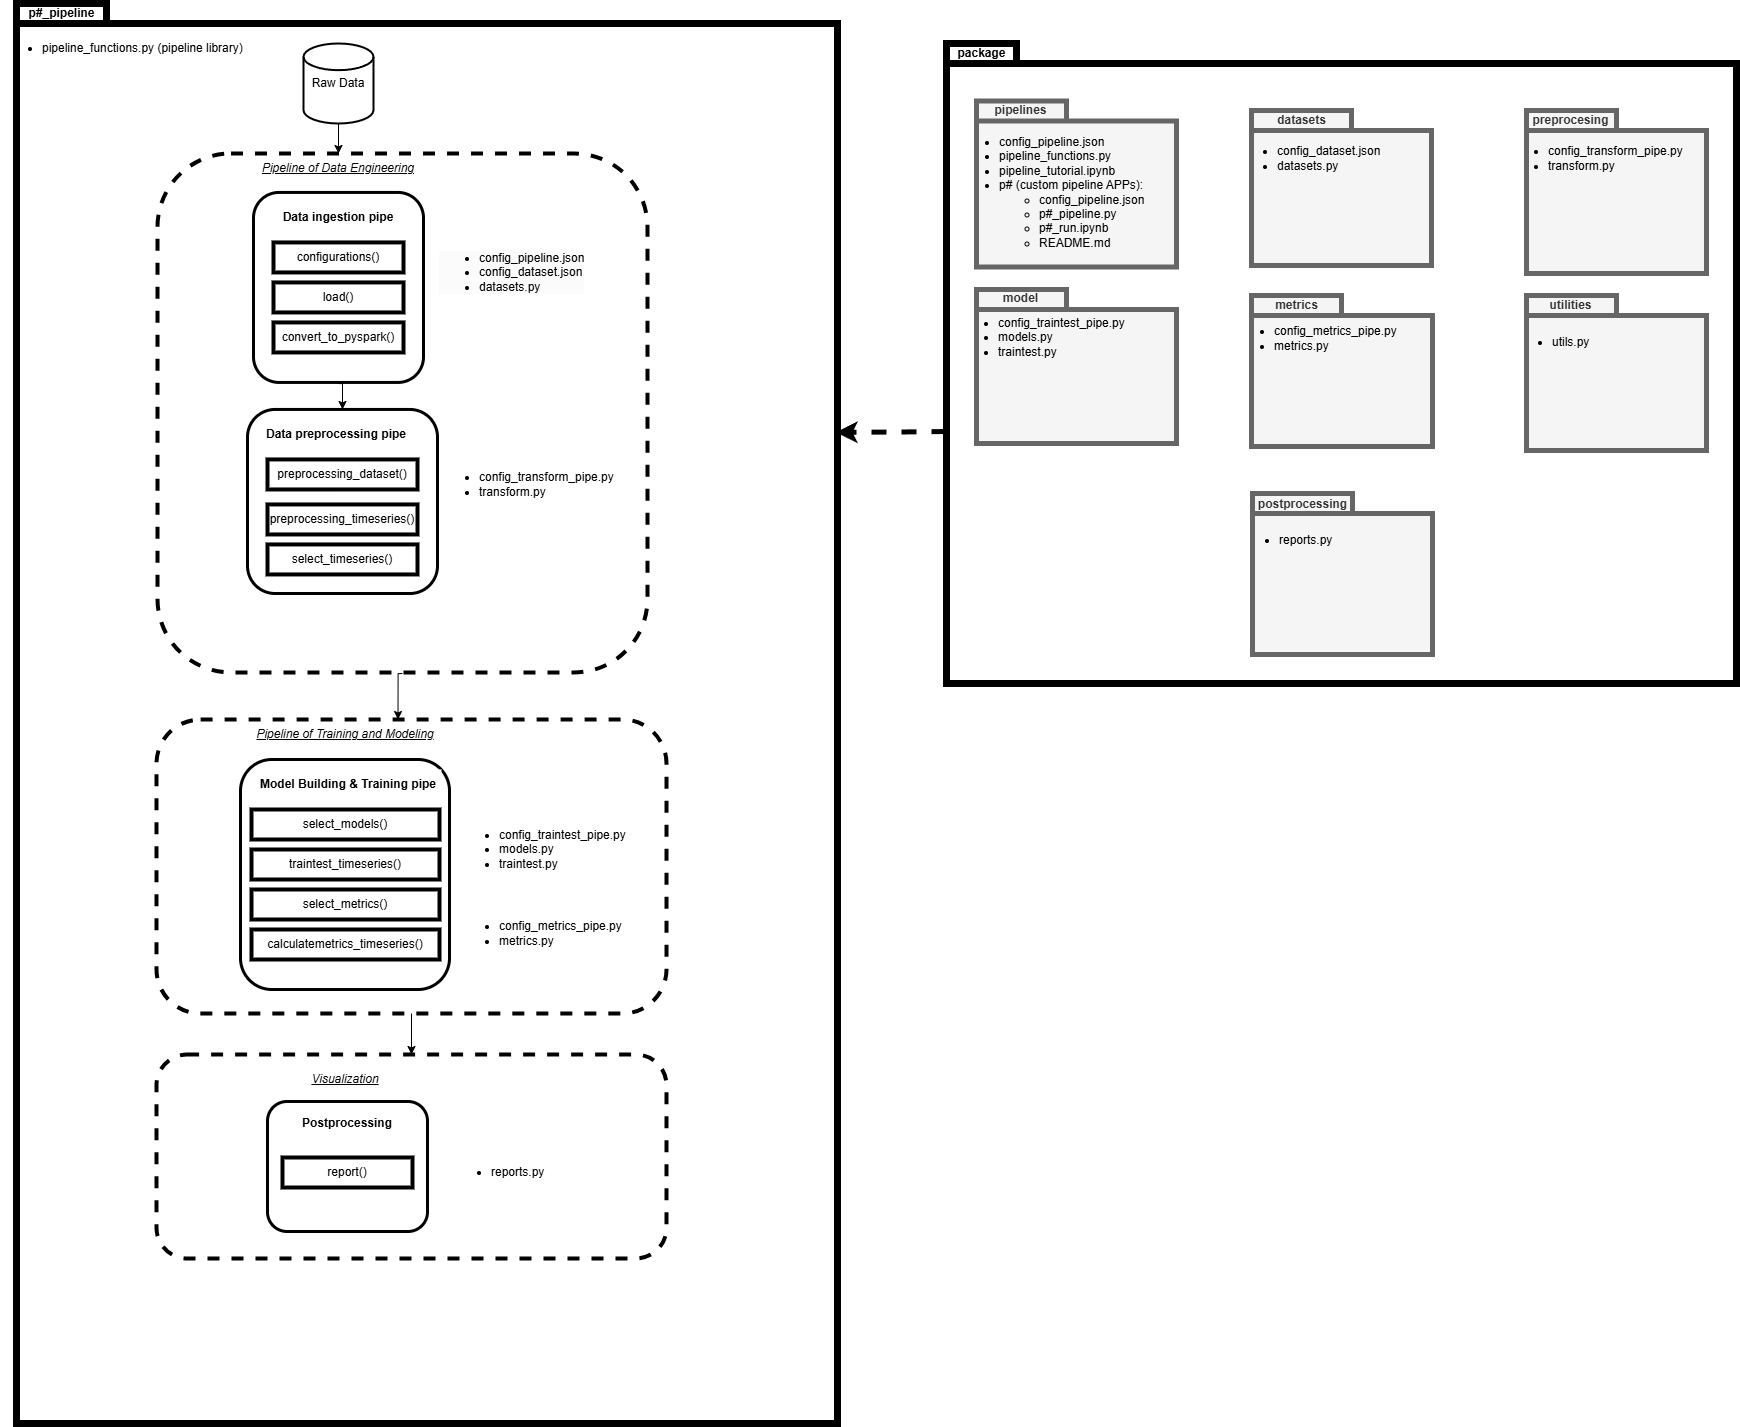 p#_pipeline
pipeline_functions.py (pipeline library)
Raw Data
Pipeline of Data Engineering
Data ingestion pipe
configurations()
load()
convert_to_pyspark()
config_pipeline.json
config_dataset.json
datasets.py
Data preprocessing pipe
preprocessing_dataset()
preprocessing_timeseries()
select_timeseries()
config_transform_pipe.py
transform.py
Pipeline of Training and Modeling
Model Building & Training pipe
select_models()
traintest_timeseries()
select_metrics()
calculatemetrics_timeseries()
config_traintest_pipe.py
models.py
traintest.py
config_metrics_pipe.py
metrics.py
Visualization
Postprocessing
report()
reports.py
package
pipelines
config_pipeline.json
pipeline_functions.py
pipeline_tutorial.ipynb
p# (custom pipeline APPs):
config_pipeline.json
p#_pipeline.py
p#_run.ipynb
README.md
datasets
config_dataset.json
datasets.py
preprocesing
config_transform_pipe.py
transform.py
model
config_traintest_pipe.py
models.py
traintest.py
metrics
config_metrics_pipe.py
metrics.py
utilities
utils.py
postprocessing
reports.py